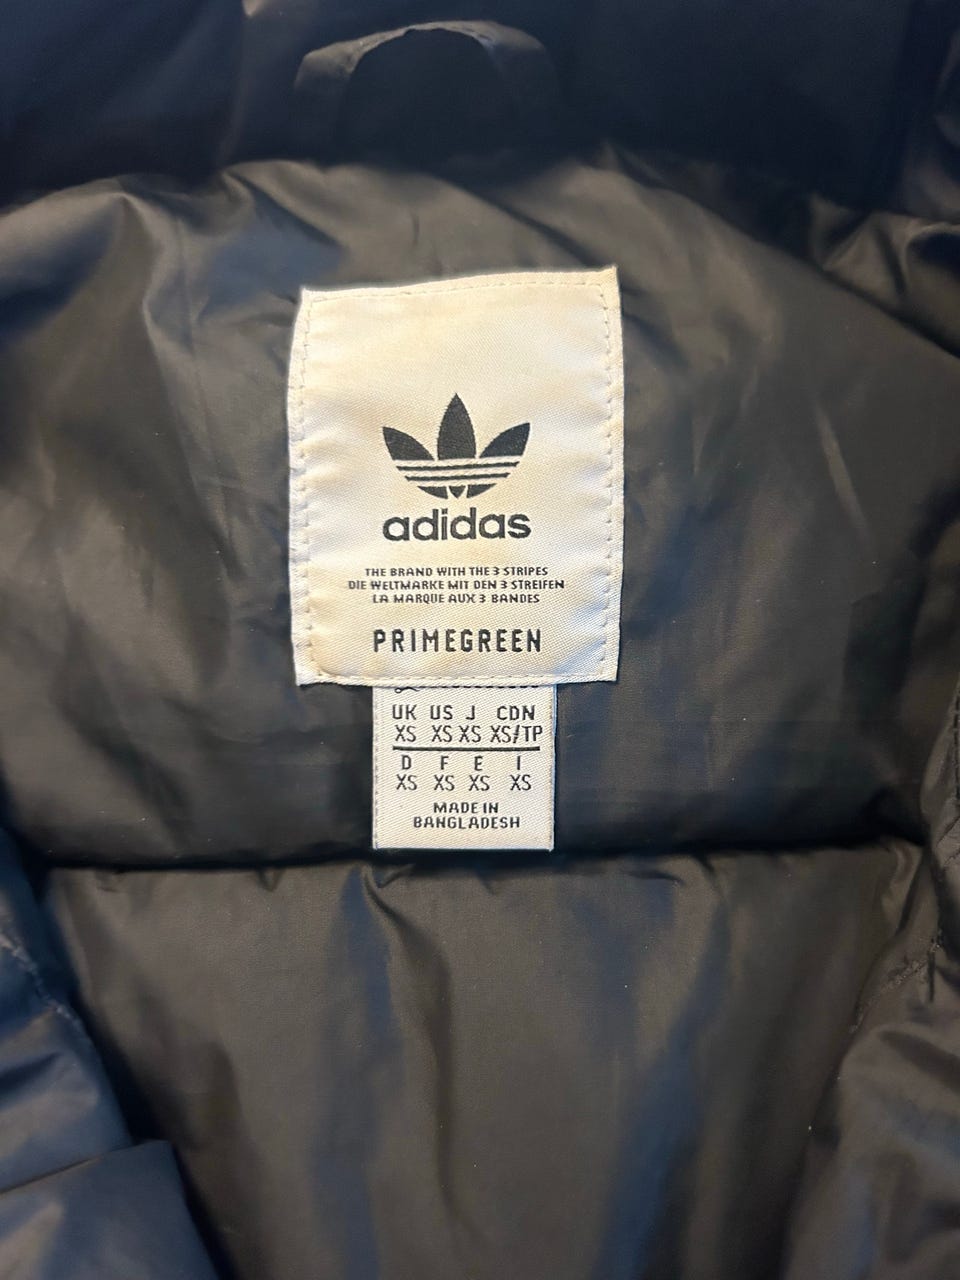 adidas
THE BRAND WITH THE 3 STRIPES
DIE WELTMARKE MIT DEN 3 STREIFEN
LA MARQUE AUX 3 BANDES
PRIMEGREEN
UK US J CDN
XS XS XS XS/TP
D F E I
XS XS XS XS
MADE IN
BANGLADESH